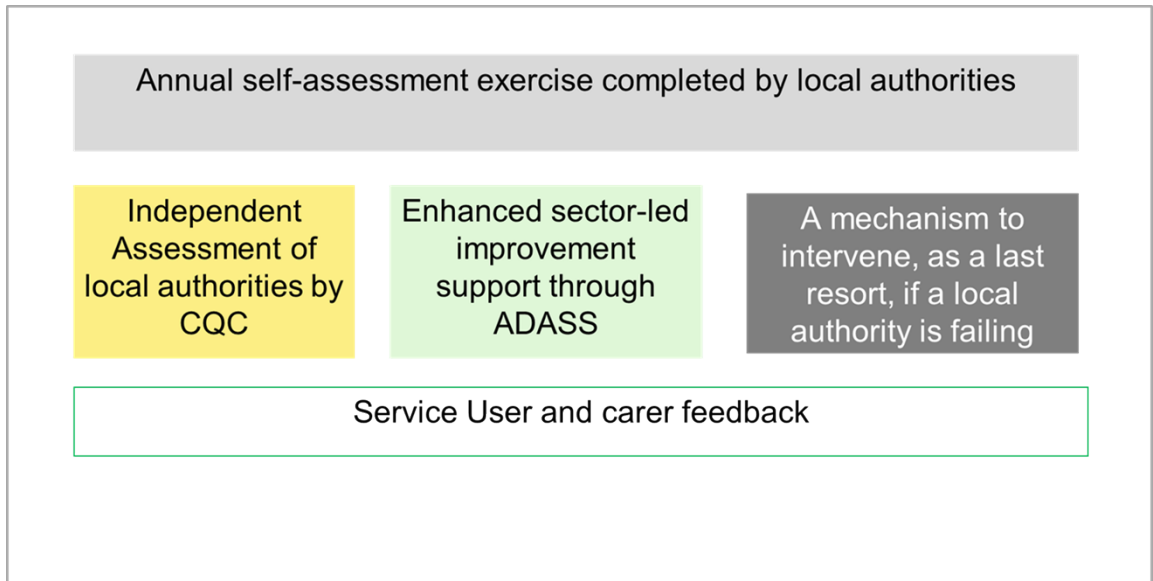 Annual self-assessment exercise completed by local authorities
Independent
Assessment of
local authorities by
CQC
Enhanced sector-led
improvement
support through
ADASS
A mechanism to
intervene, as a last
resort, if a local
authority is failing
Service User and carer feedback